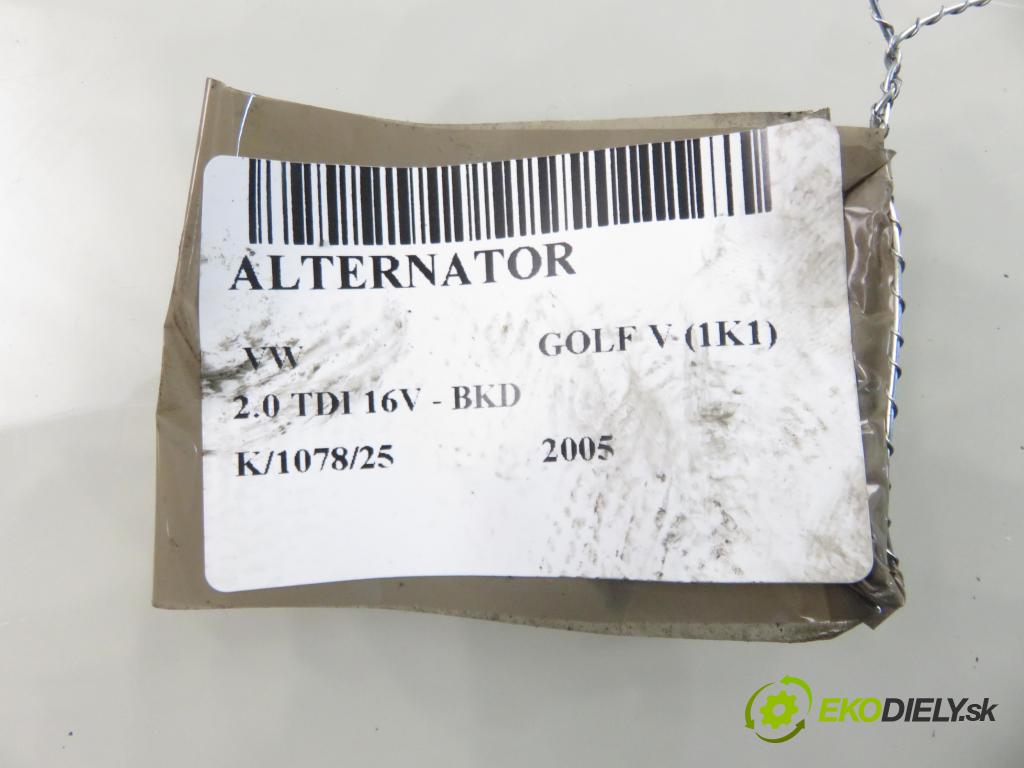 ALTERNATOR
VW GOLF V (1K1)
2.0 TDI 16V - BKD
K/1078/25 2005
EKODIELY.sk